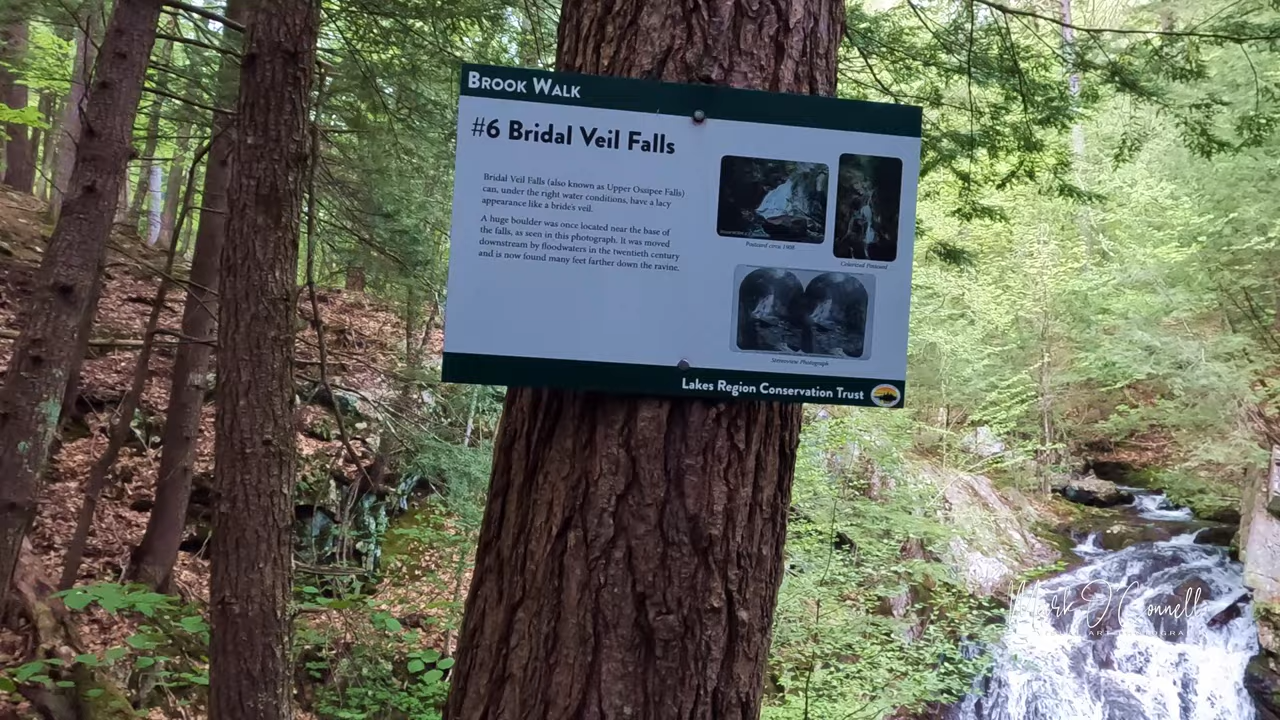 BROOK WALK
#6 Bridal Veil Falls
Bridal Veil Falls (also known as Upper Ossipee Falls)
can, under the right water conditions, have a lacy
appearance like a bride's veil.
A huge boulder was once located near the base of
the falls, as seen in this photograph. It was moved
downstream by floodwaters in the twentieth century
and is now found many feet farther down the ravine.
Postcard circa 1908
Colorized Postcard
Stereoview Photograph
Lakes Region Conservation Trust
Mark O'Connell